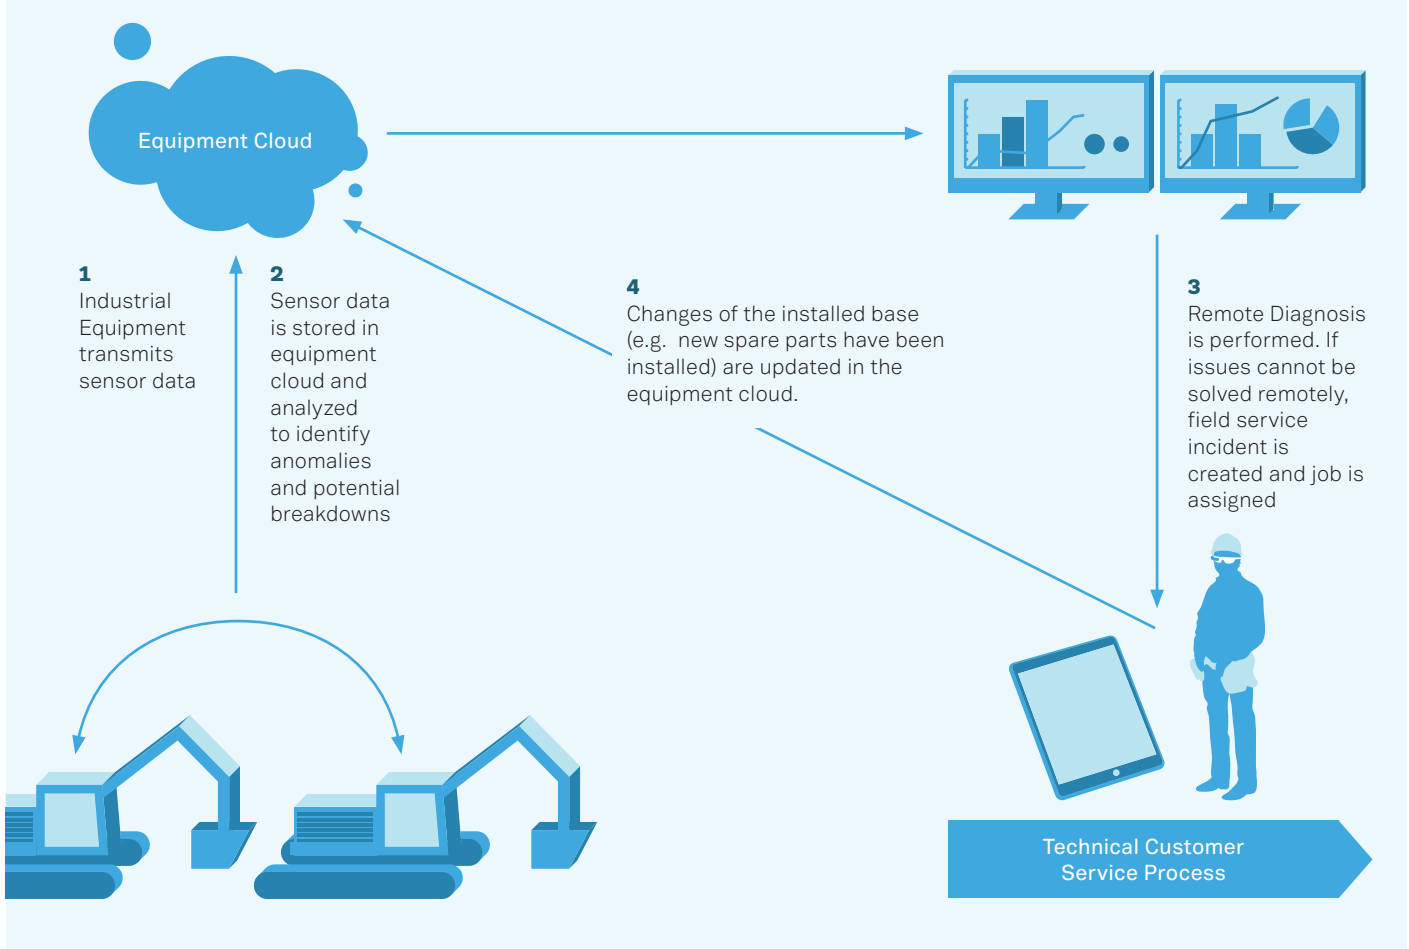 Equipment Cloud
1
Industrial
Equipment
transmits
sensor data
2
Sensor data
is stored in
equipment
cloud and
analyzed
to identify
anomalies
and potential
breakdowns
4
Changes of the installed base
(e.g.  new spare parts have been
installed) are updated in the
equipment cloud.
3
Remote Diagnosis
is performed. If
issues cannot be
solved remotely,
field service
incident is
created and job is
assigned
Technical Customer
Service Process